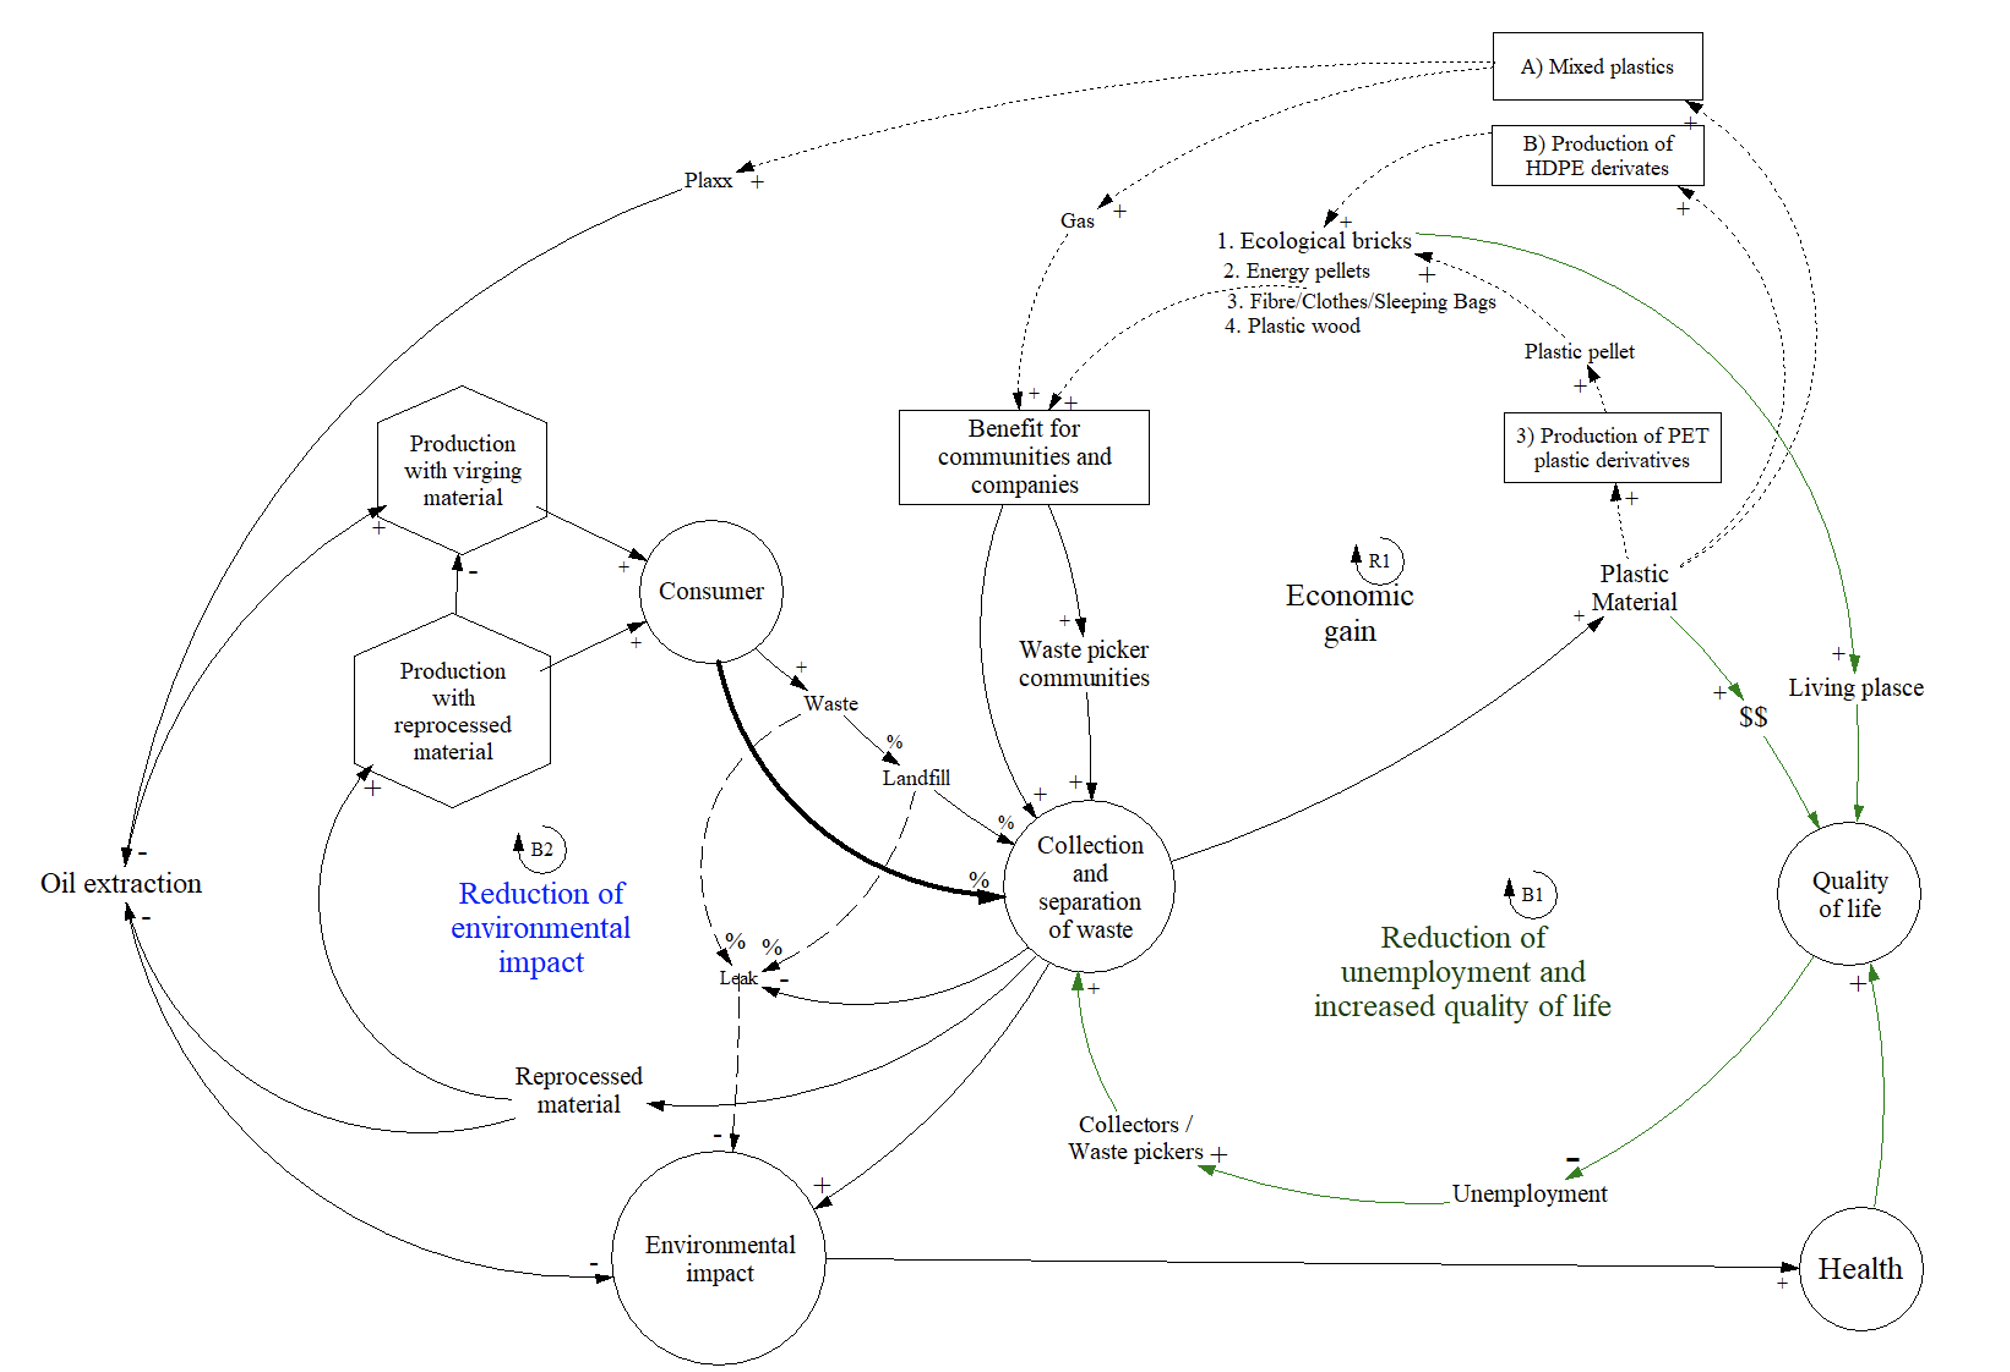 A) Mixed plastics
+
B) Production of
HDPE derivates
+
Plaxx +
Gas +
+
1. Ecological bricks
2. Energy pellets
+
3. Fibre/Clothes/Sleeping Bags
4. Plastic wood
Plastic pellet
+
+ +
Benefit for
communities and
companies
3) Production of PET
plastic derivatives
+
Production
with virging
material
+
-
+
Consumer
+
R1
Economic
gain
Plastic
Material
+
+
Waste picker
communities
Production
with
reprocessed
material
+
+
Waste
%
Landfill
%
+ +
%
Collection
and
separation
of waste
+
$$
+
Living plasce
Quality
of life
+
B2
Reduction of
environmental
impact
-
Oil extraction
-
% %
Leak -
B1
Reduction of
unemployment and
increased quality of life
+
Reprocessed
material
Collectors /
Waste pickers +
-
Unemployment
-
+
-
Environmental
impact
+
Health